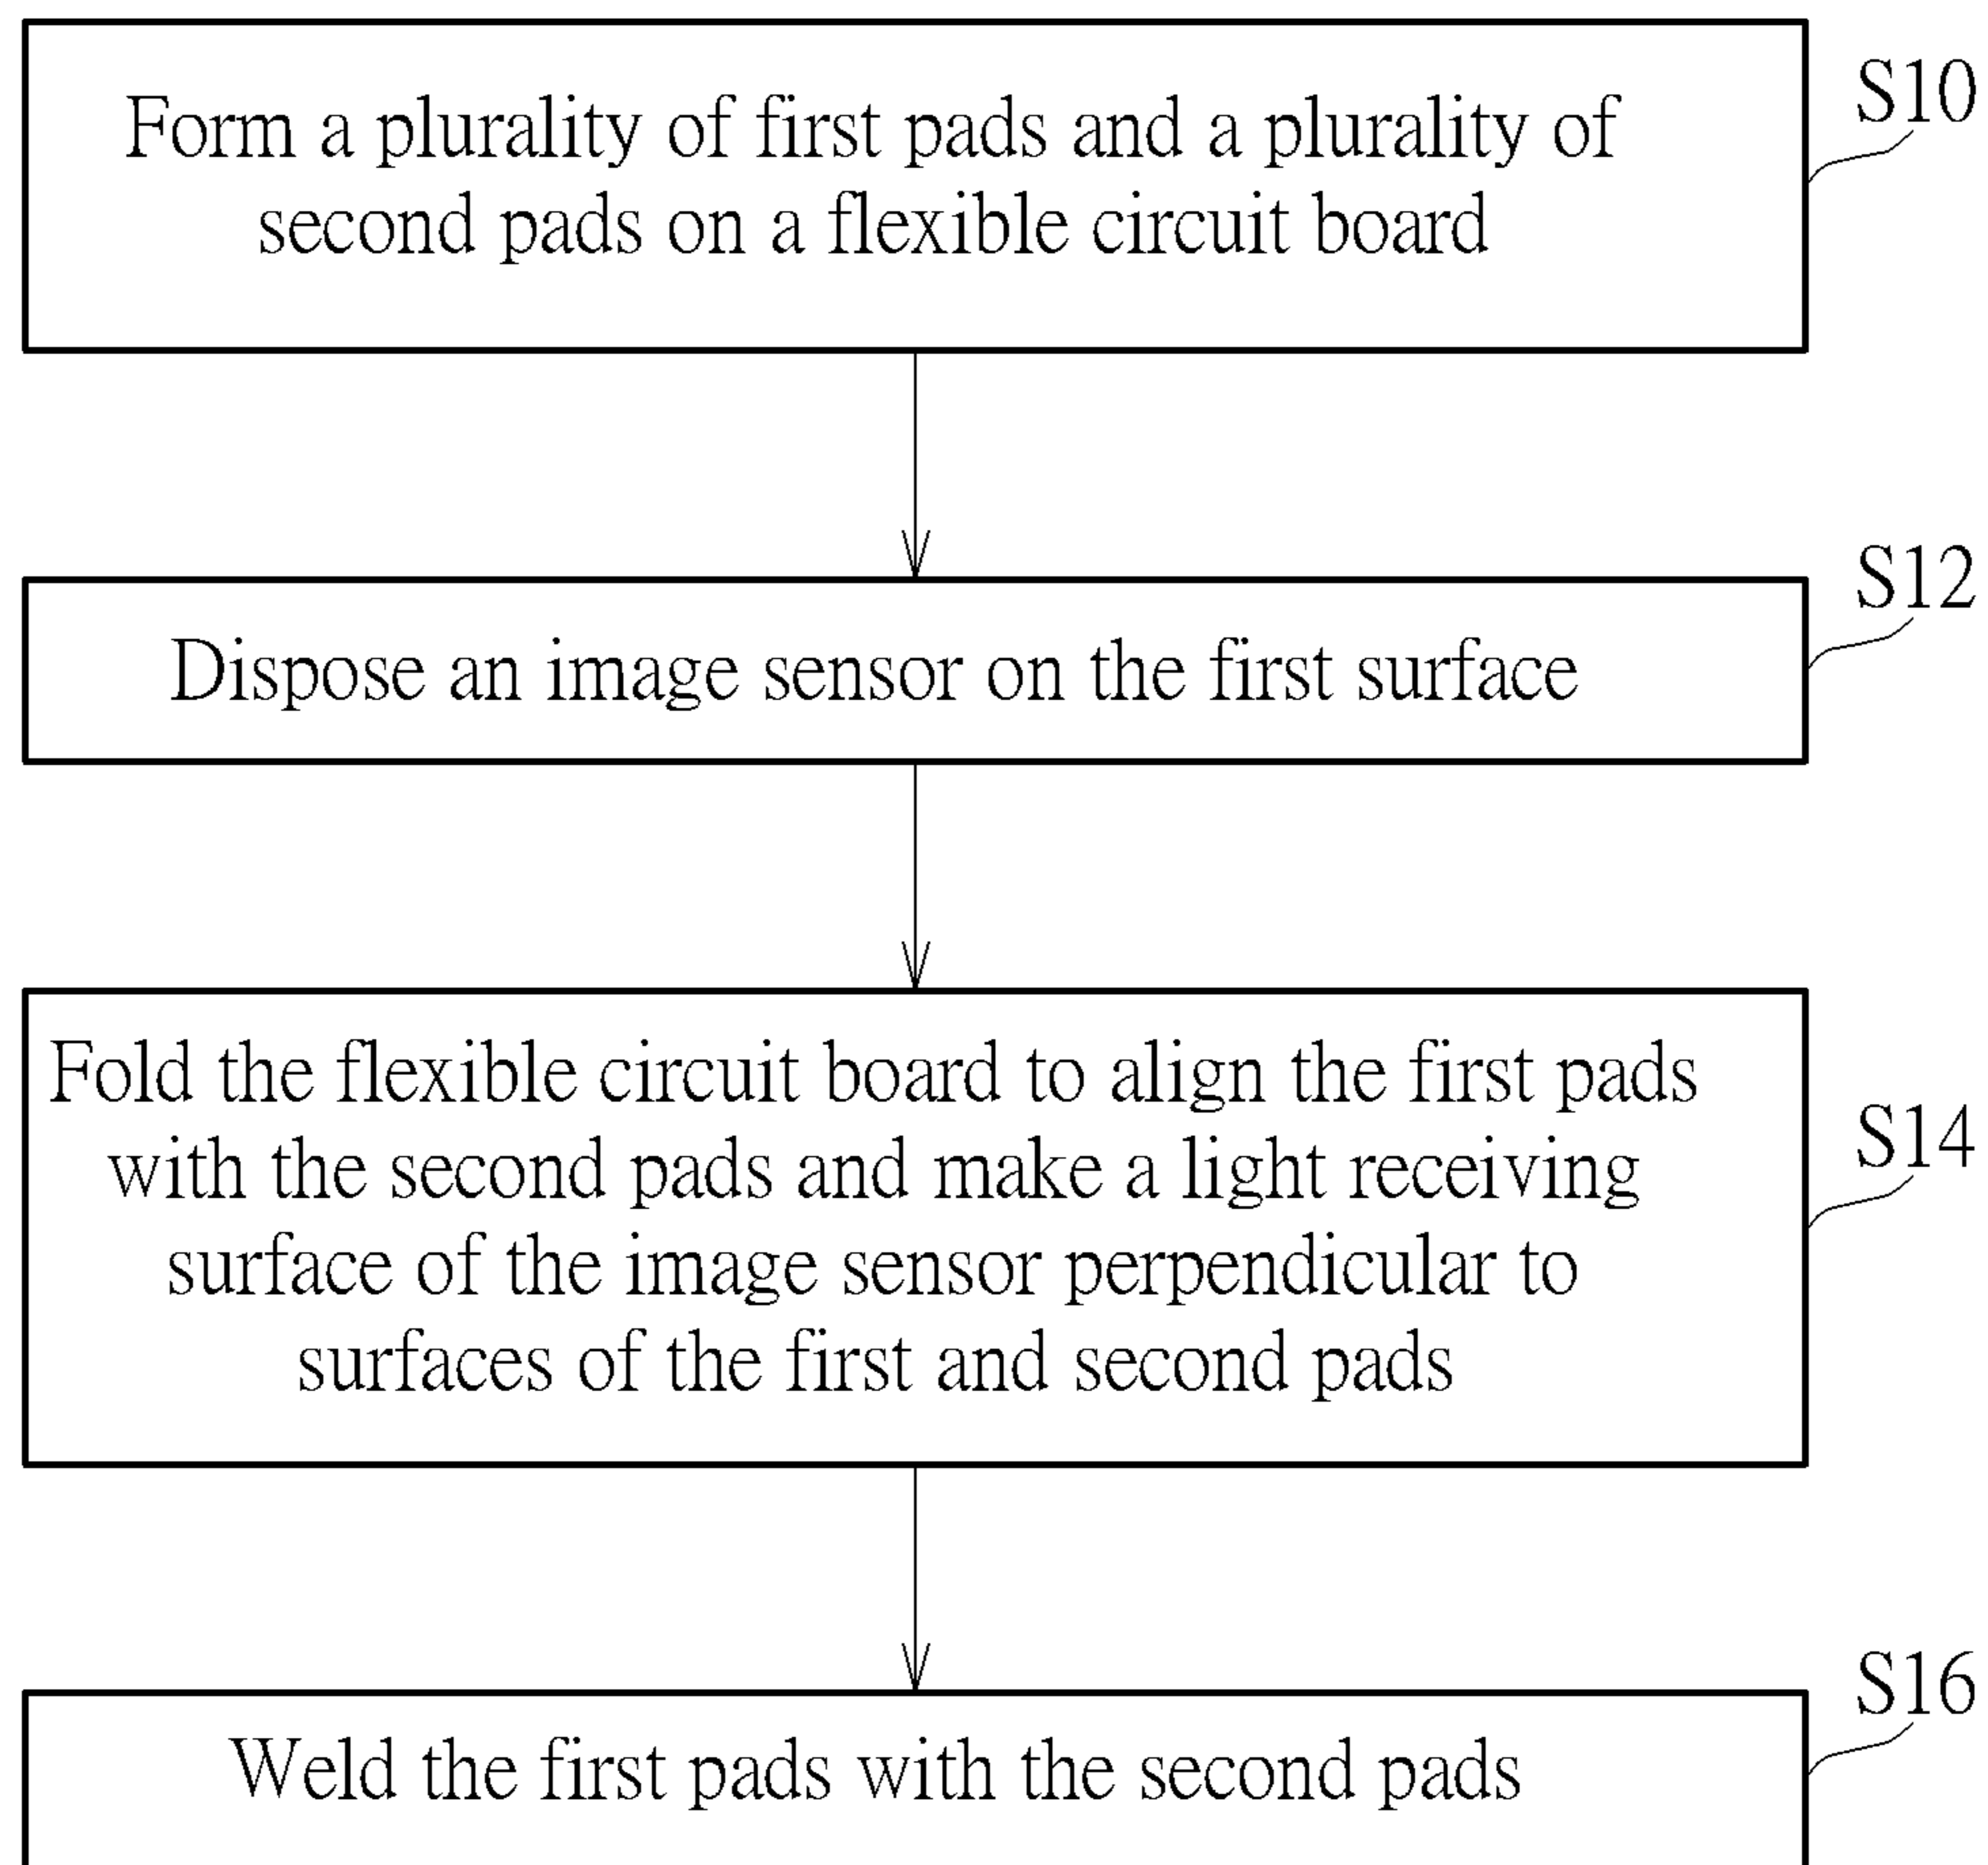 S10
Form a plurality of first pads and a plurality of
second pads on a flexible circuit board
S12
Dispose an image sensor on the first surface
Fold the flexible circuit board to align the first pads
with the second pads and make a light receiving
S14
surface of the image sensor perpendicular to
surfaces of the first and second pads
S16
Weld the first pads with the second pads